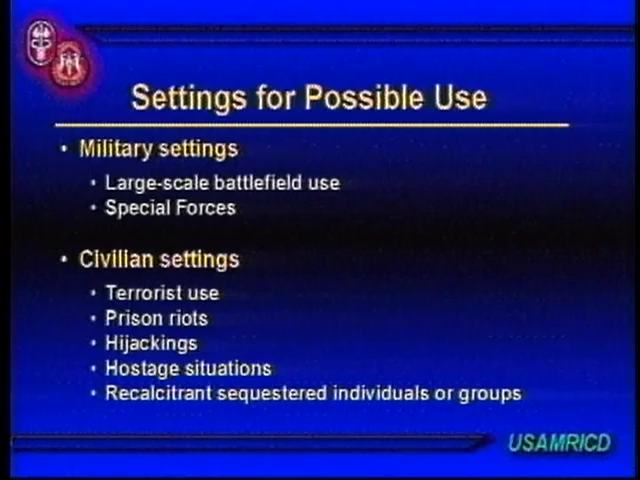 Settings for Possible Use
• Military settings
• Large-scale battlefield use
• Special Forces
• Civilian settings
• Terrorist use
• Prison riots
• Hijackings
• Hostage situations
• Recalcitrant sequestered individuals or groups
USAMRICD